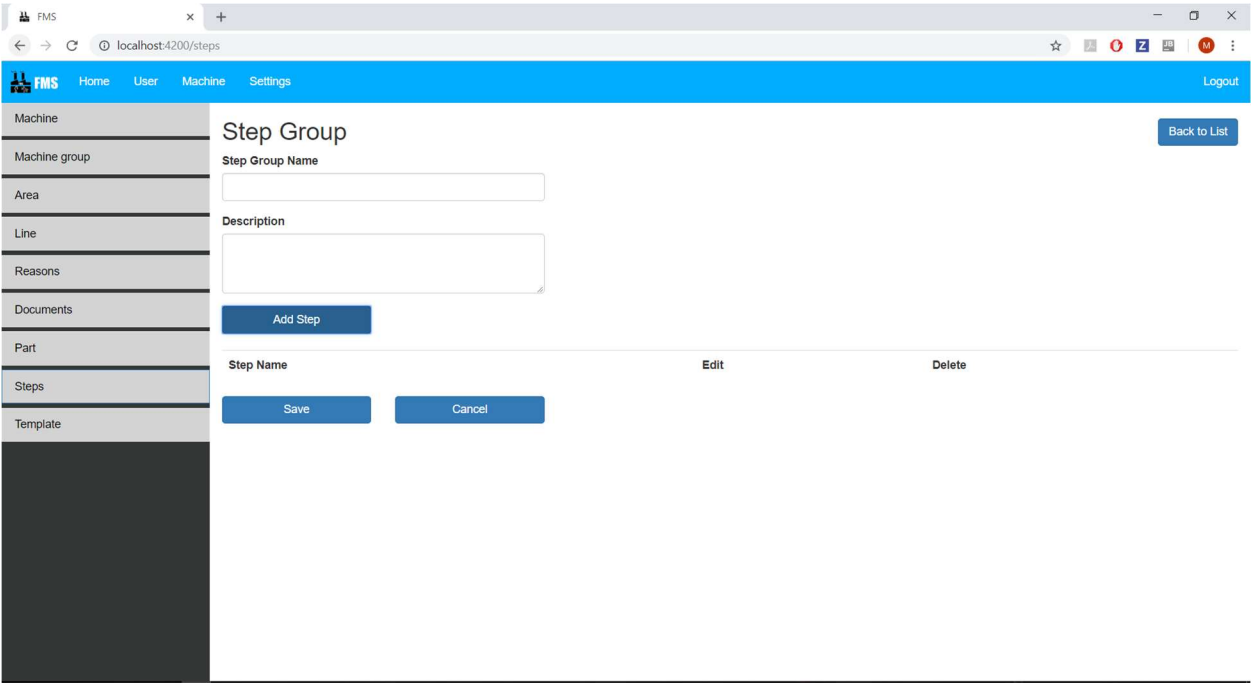 FMS
localhost:4200/steps
Z
JB
M
FMS Home User Machine Settings Logout
Machine
Machine group
Area
Line
Reasons
Documents
Part
Steps
Template
Step Group
Back to List
Step Group Name
Description
Add Step
Step Name Edit Delete
Save Cancel